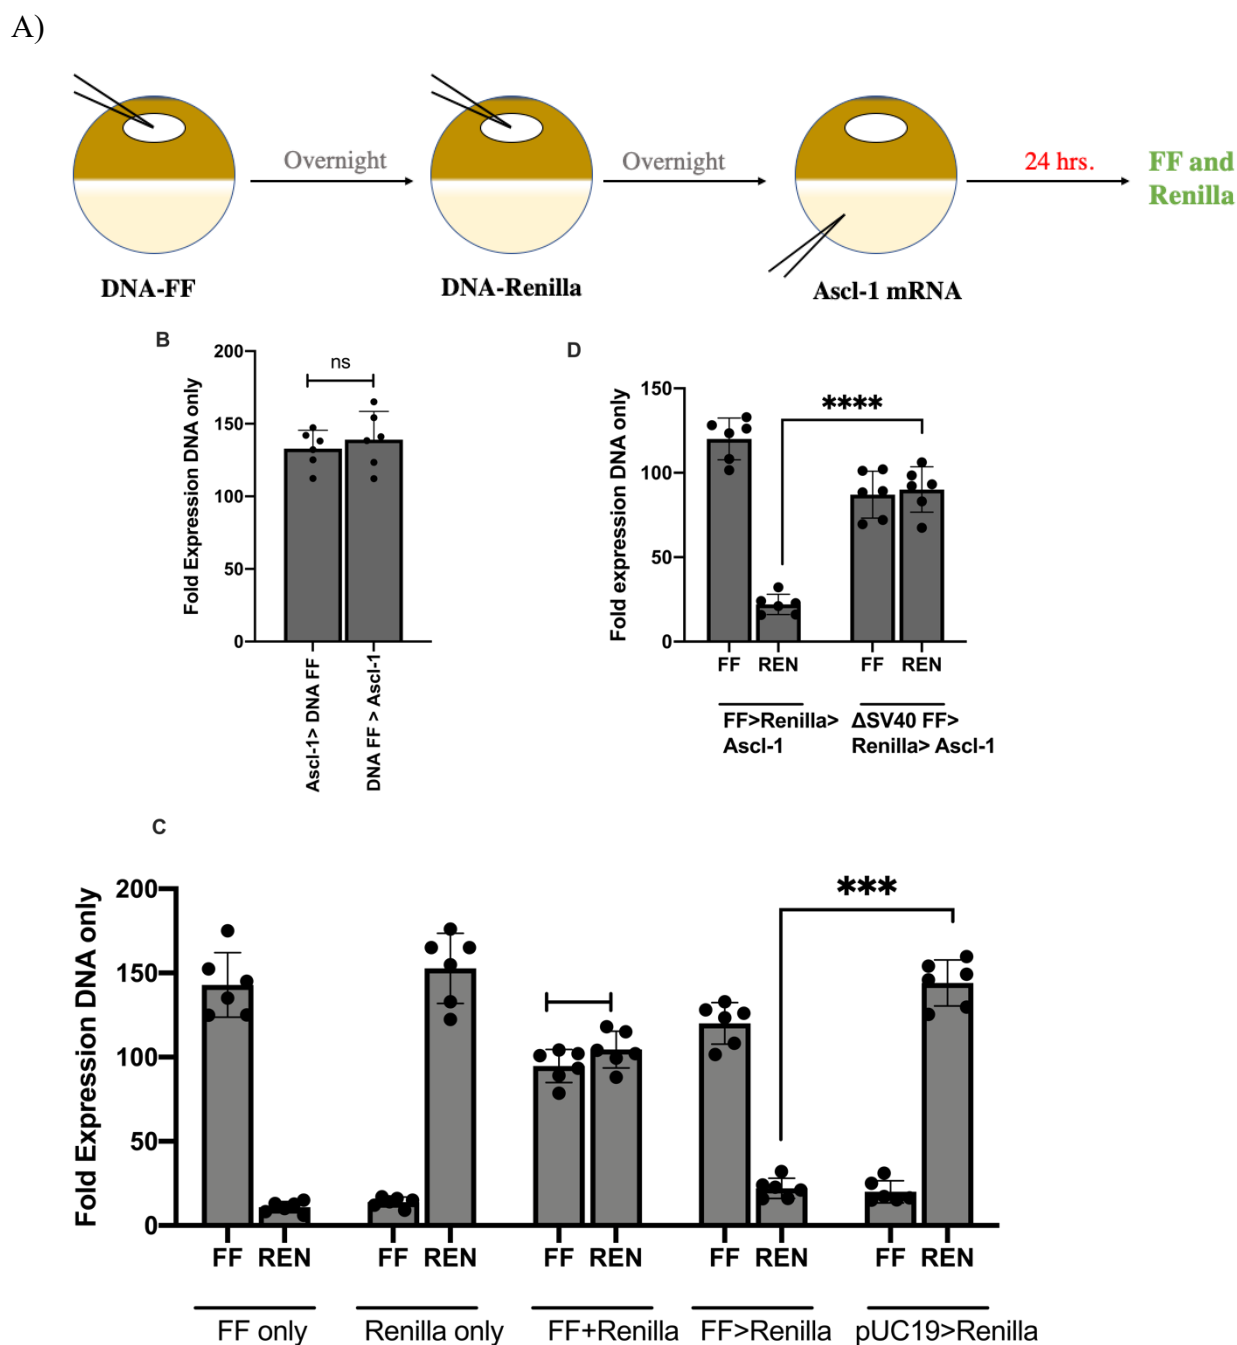 A)
Overnight
Overnight
24 hrs.
FF and
Renilla
DNA-FF
DNA-Renilla
Ascl-1 mRNA
B
Fold Expression DNA only
200
150
100
50
0
ns
Ascl-1> DNA FF
DNA FF > Ascl-1
D
Fold expression DNA only
150
100
50
0
****
FF REN FF REN
FF>Renilla>
Ascl-1
ΔSV40 FF>
Renilla> Ascl-1
C
Fold Expression DNA only
200
150
100
50
0
***
FF REN FF REN FF REN FF REN FF REN
FF only Renilla only FF+Renilla FF>Renilla pUC19>Renilla